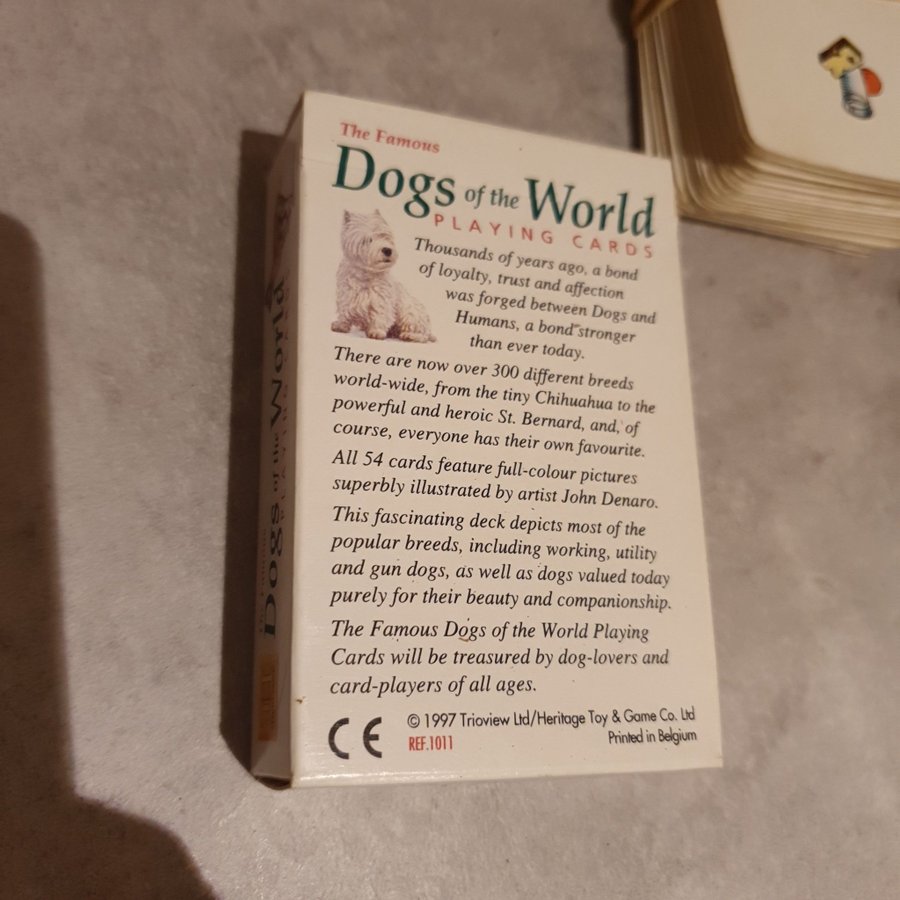 The Famous
Dogs of the World
PLAYING CARDS
Thousands of years ago, a bond
of loyalty, trust and affection
was forged between Dogs and
Humans, a bond stronger
than ever today.
There are now over 300 different breeds
world-wide, from the tiny Chihuahua to the
powerful and heroic St. Bernard, and, of
course, everyone has their own favourite.
All 54 cards feature full-colour pictures
superbly illustrated by artist John Denaro.
This fascinating deck depicts most of the
popular breeds, including working, utility
and gun dogs, as well as dogs valued today
purely for their beauty and companionship.
The Famous Dogs of the World Playing
Cards will be treasured by dog-lovers and
card-players of all ages.
CE
© 1997 Trioview Ltd/Heritage Toy & Game Co. Ltd
REF.1011
Printed in Belgium
Dogs of the World
PLAYING CARDS